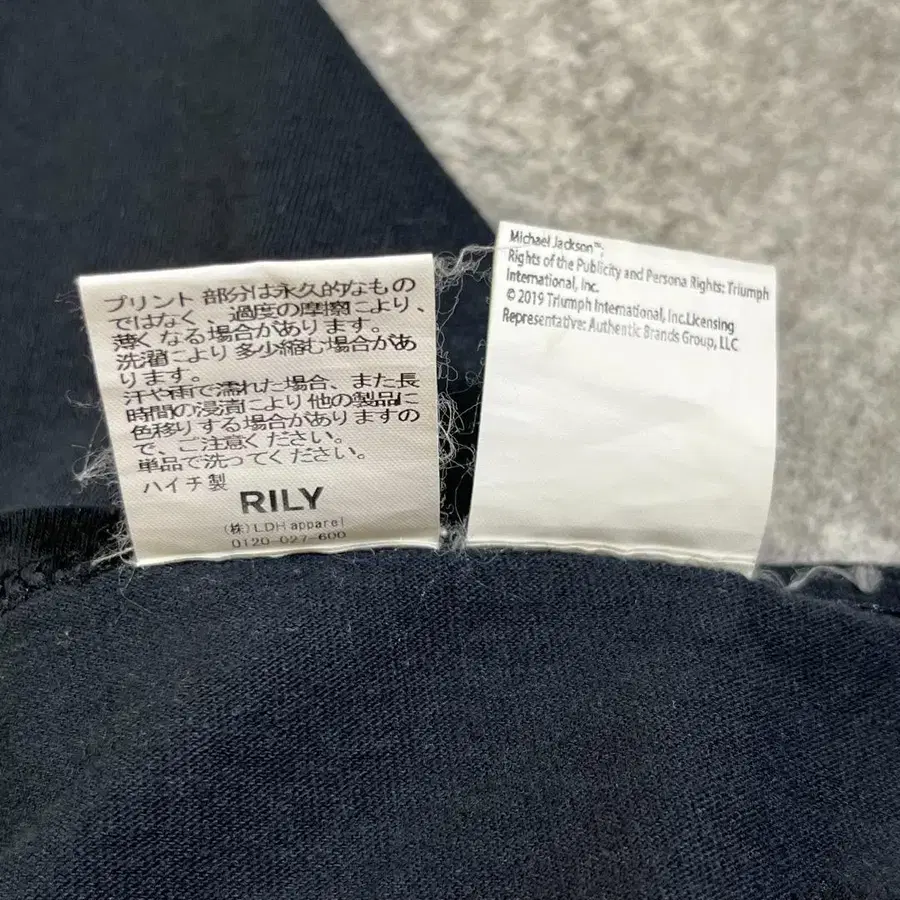 プリント 部分は永久的なもの
ではなく、過度の摩擦により、
薄く なる場合があります。
洗濯により 多少縮む場合があ
ります。
汗や雨で濡れた場合、また長
時間の浸漬により他の製品に
色移りする場合がありますの
で、ご注意ください。
単品で洗ってください。
ハイチ製
RILY
(株)LDH apparel
0120-027-600
Michael Jackson™;
Rights of the Publicity and Persona Rights: Triumph
International, Inc.
© 2019 Triumph International, Inc.Licensing
Representative: Authentic Brands Group, LLC